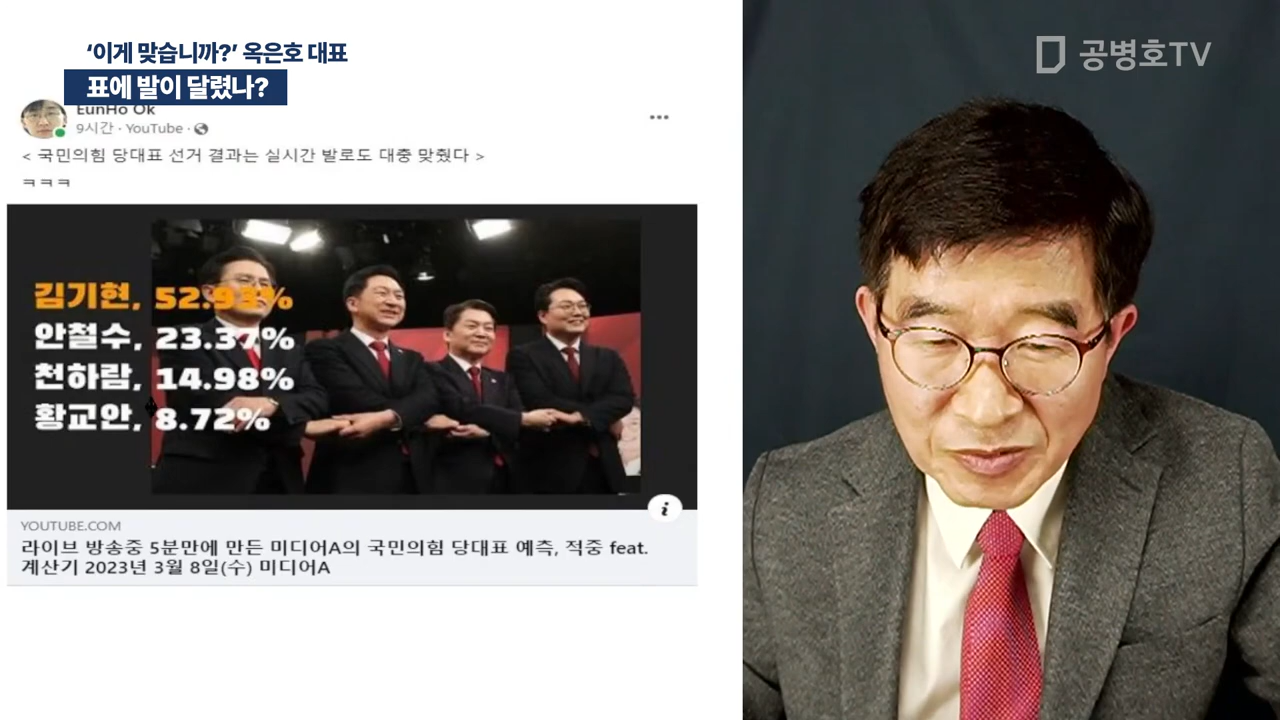 ‘이게 맞습니까?’ 옥은호 대표
표에 발이 달렸나?
공병호TV
EunHo Ok
9시간 · YouTube ·
< 국민의힘 당대표 선거 결과는 실시간 발로도 대충 맞췄다 >
ㅋㅋㅋ
김기현, 52.93%
안철수, 23.37%
천하람, 14.98%
황교안, 8.72%
i
YOUTUBE.COM
라이브 방송중 5분만에 만든 미디어A의 국민의힘 당대표 예측, 적중 feat.
계산기 2023년 3월 8일(수) 미디어A